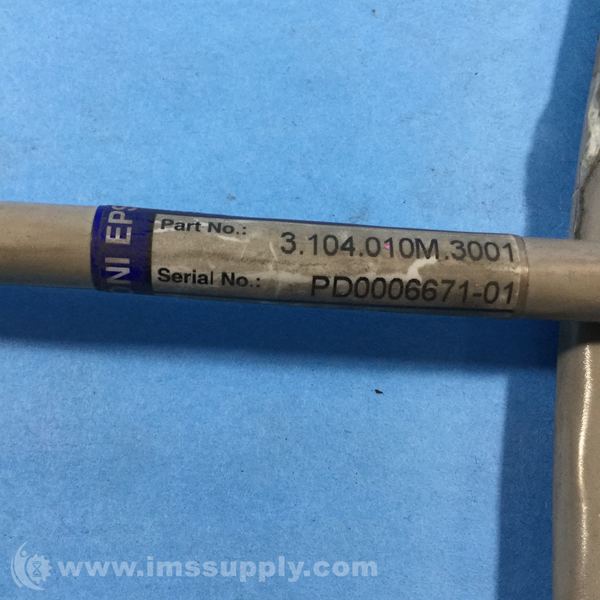 Part No.: 3.104.010M.3001
Serial No.: PD0006671-01
www.imssupply.com